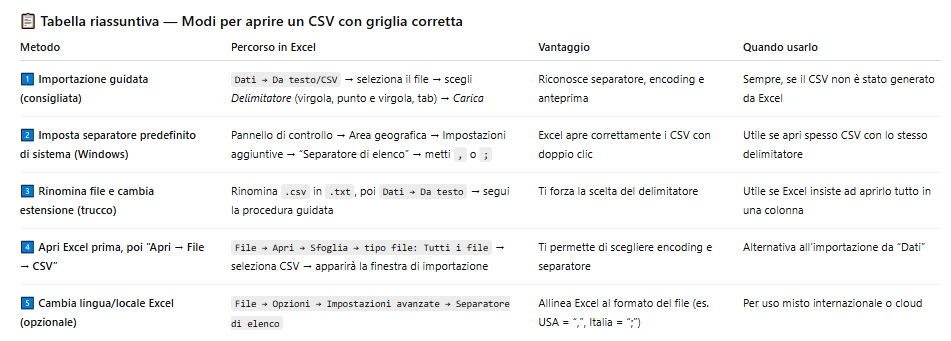 📋 Tabella riassuntiva — Modi per aprire un CSV con griglia corretta
Metodo Percorso in Excel Vantaggio Quando usarlo
1️⃣ Importazione guidata (consigliata) Dati → Da testo/CSV → seleziona il file → scegli Delimitatore (virgola, punto e virgola, tab) → Carica Riconosce separatore, encoding e anteprima Sempre, se il CSV non è stato generato da Excel
2️⃣ Imposta separatore predefinito di sistema (Windows) Pannello di controllo → Area geografica → Impostazioni aggiuntive → “Separatore di elenco” → metti , o ; Excel apre correttamente i CSV con doppio clic Utile se apri spesso CSV con lo stesso delimitatore
3️⃣ Rinomina file e cambia estensione (trucco) Rinomina .csv in .txt, poi Dati → Da testo → segui la procedura guidata Ti forza la scelta del delimitatore Utile se Excel insiste ad aprirlo tutto in una colonna
4️⃣ Apri Excel prima, poi “Apri → File → CSV” File → Apri → Sfoglia → tipo file: Tutti i file → seleziona CSV → apparirà la finestra di importazione Ti permette di scegliere encoding e separatore Alternativa all’importazione da “Dati”
5️⃣ Cambia lingua/locale Excel (opzionale) File → Opzioni → Impostazioni avanzate → Separatore di elenco Allinea Excel al formato del file (es. USA = “,”, Italia = “;”) Per uso misto internazionale o cloud